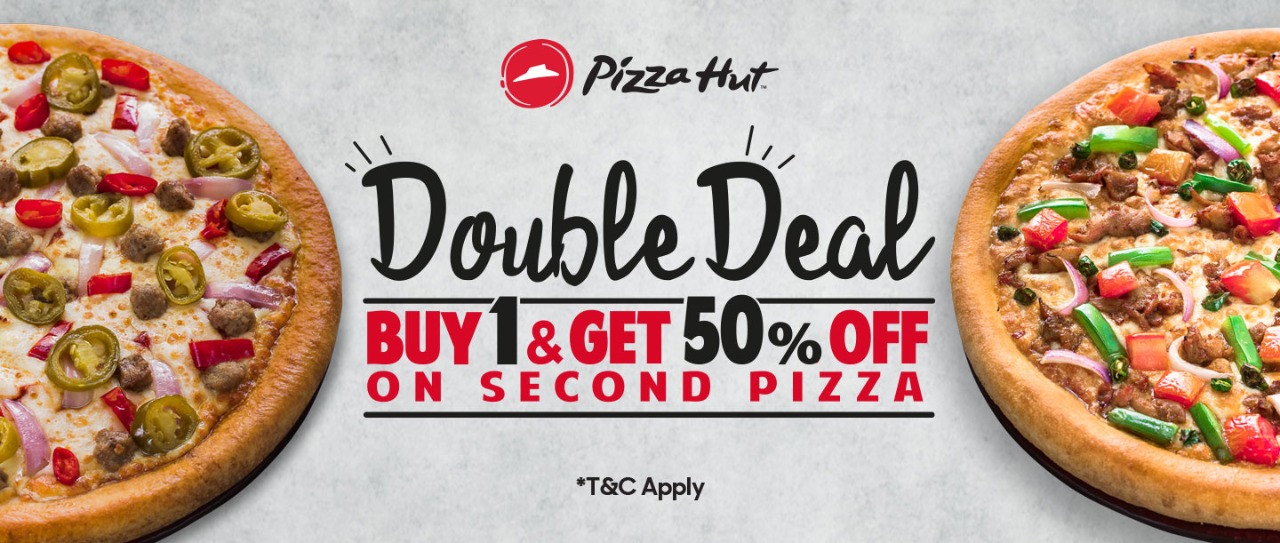 Pizza Hut
Double Deal
BUY 1 & GET 50% OFF
ON SECOND PIZZA
*T&C Apply